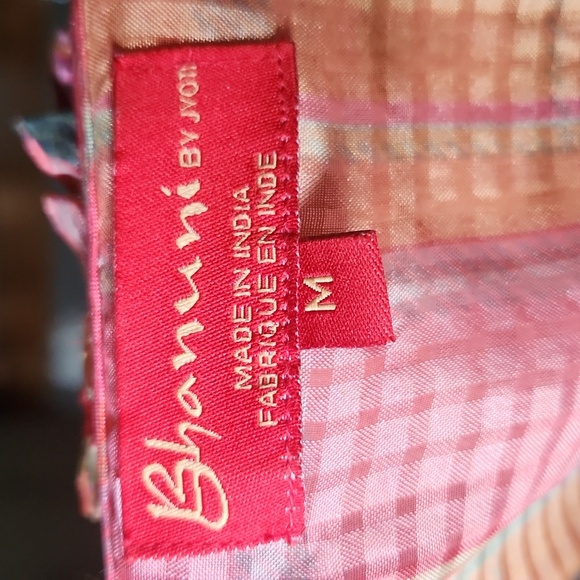 Bhanuni BY JYOTI
MADE IN INDIA
FABRIQUE EN INDE
M